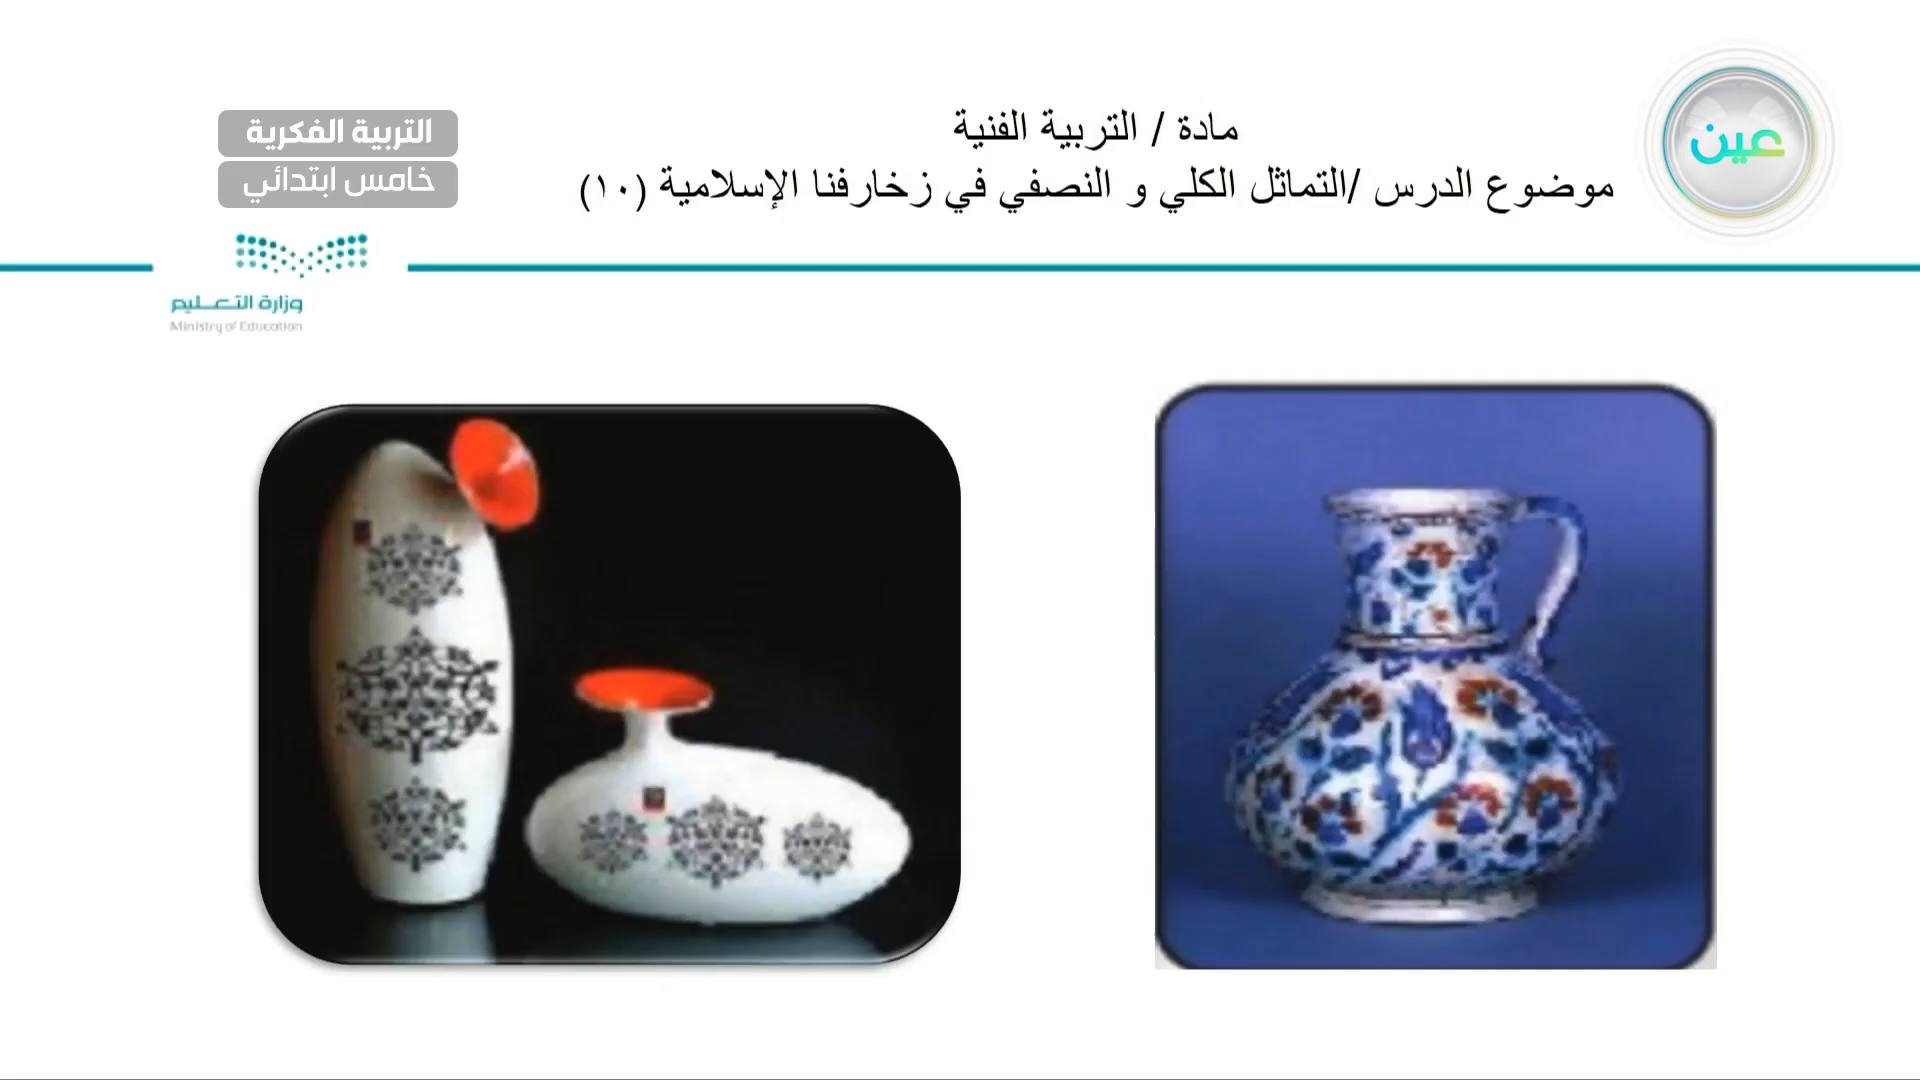 مادة / التربية الفنية
موضوع الدرس /التماثل الكلي و النصفي في زخارفنا الإسلامية (١٠)
عين
التربية الفكرية
خامس ابتدائي
وزارة التعـليم
Ministry of Education